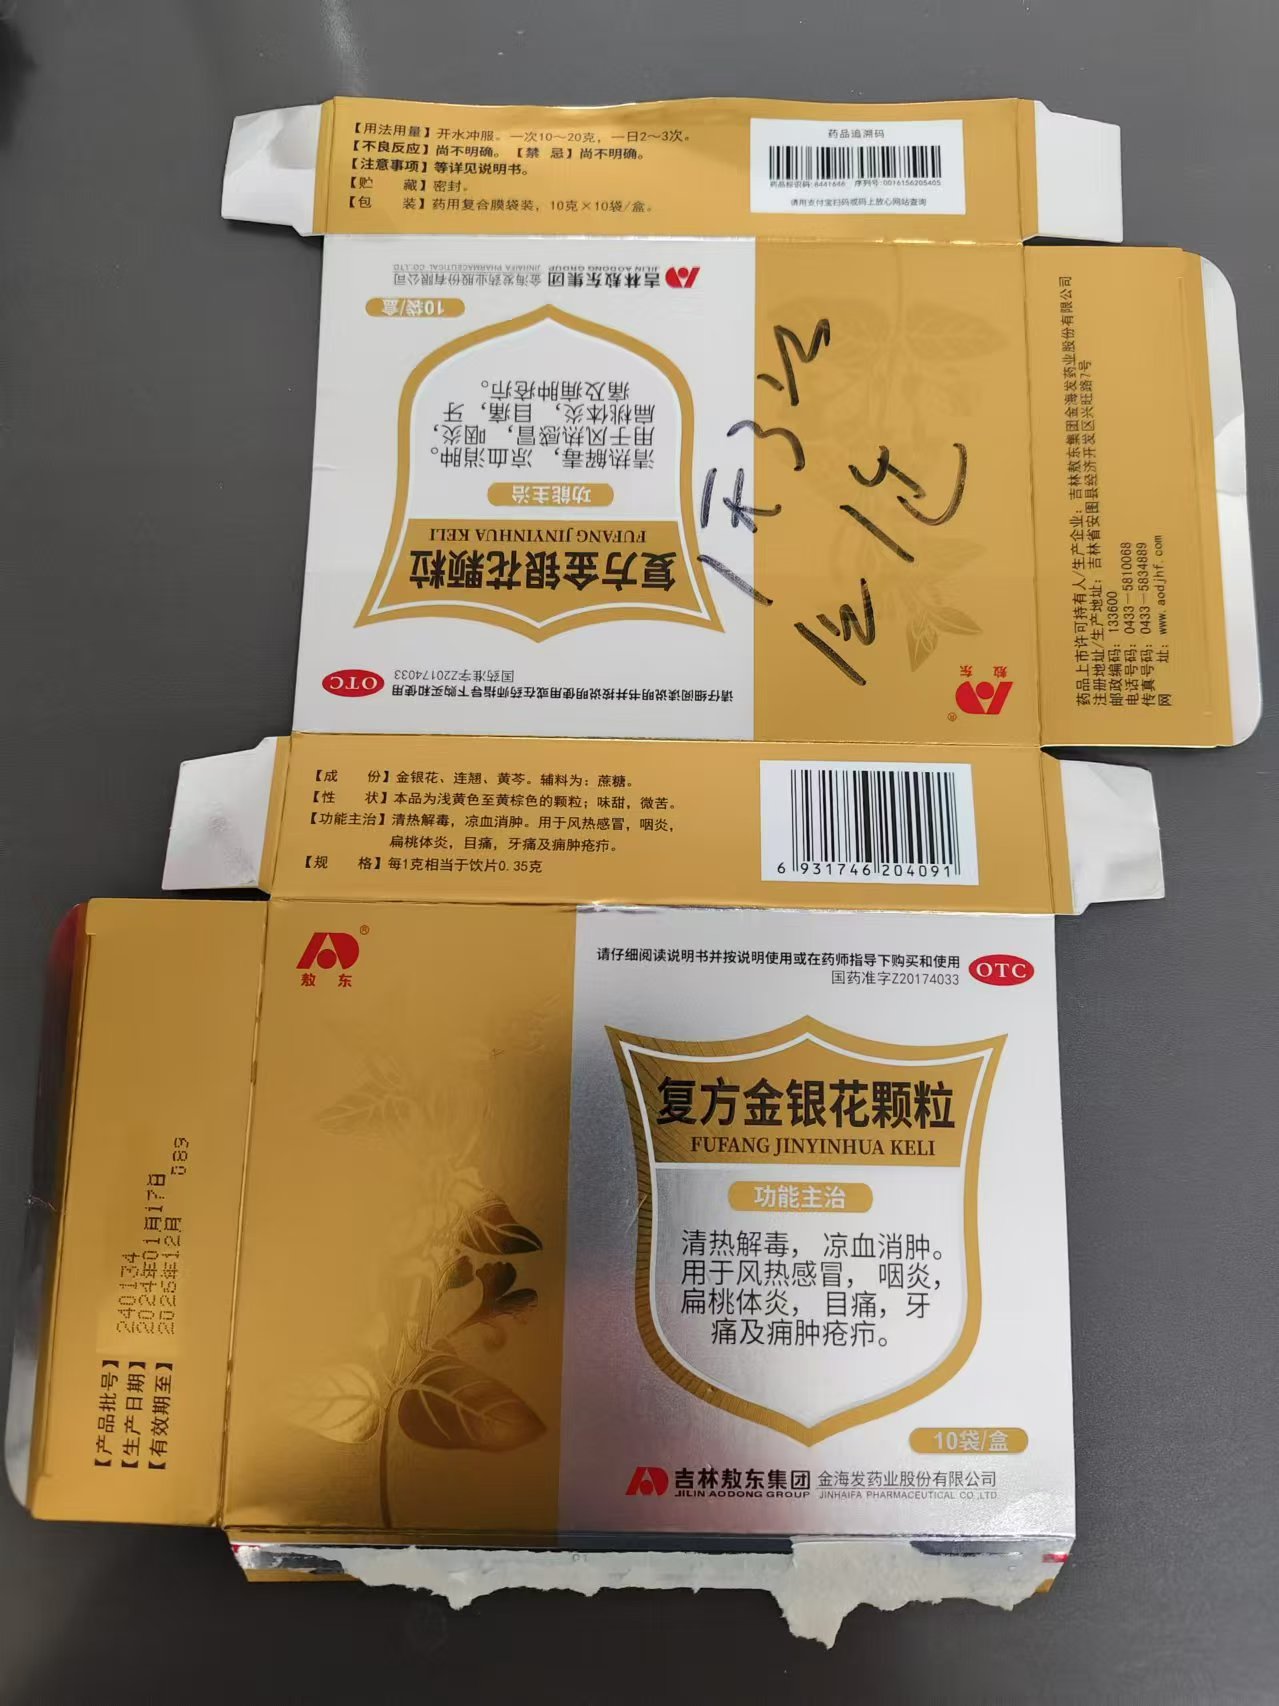 【用法用量】开水冲服。一次10～20克，一日2～3次。
【不良反应】尚不明确。【禁 忌】尚不明确。
【注意事项】等详见说明书。
【贮 藏】密封。
【包 装】药用复合膜袋装，10克×10袋/盒。
药品追溯码
药品标识码:8441646 序列号:0016156205405
请用支付宝扫码或码上放心网站查询
吉林敖东集团 金海发药业股份有限公司
JILIN AODONG GROUP JINHAIFA PHARMACEUTICAL CO.,LTD.
10袋/盒
请仔细阅读说明书并按说明使用或在药师指导下购买和使用
国药准字Z20174033
OTC
复方金银花颗粒
FUFANG JINYINHUA KELI
功能主治
清热解毒，凉血消肿。
用于风热感冒，咽炎，
扁桃体炎，目痛，牙
痛及痈肿疮疖。
1天3次
1包
敖东
药品上市许可持有人/生产企业：吉林敖东集团金海发药业股份有限公司
注册地址/生产地址：吉林省安图县经济开发区兴旺路7号
邮政编码：133600
电话号码：0433－5810068
传真号码：0433－5834889
网 址：www.aodjhf.com
【成 份】金银花、连翘、黄芩。辅料为：蔗糖。
【性 状】本品为浅黄色至黄棕色的颗粒；味甜，微苦。
【功能主治】清热解毒，凉血消肿。用于风热感冒，咽炎，
扁桃体炎，目痛，牙痛及痈肿疮疖。
【规 格】每1克相当于饮片0.35克
6 931746 204091
敖东
请仔细阅读说明书并按说明使用或在药师指导下购买和使用
国药准字Z20174033
OTC
复方金银花颗粒
FUFANG JINYINHUA KELI
功能主治
清热解毒，凉血消肿。
用于风热感冒，咽炎，
扁桃体炎，目痛，牙
痛及痈肿疮疖。
10袋/盒
吉林敖东集团 金海发药业股份有限公司
JILIN AODONG GROUP JINHAIFA PHARMACEUTICAL CO.,LTD.
【产品批号】240134
【生产日期】2024年01月17日
【有效期至】2025年12月